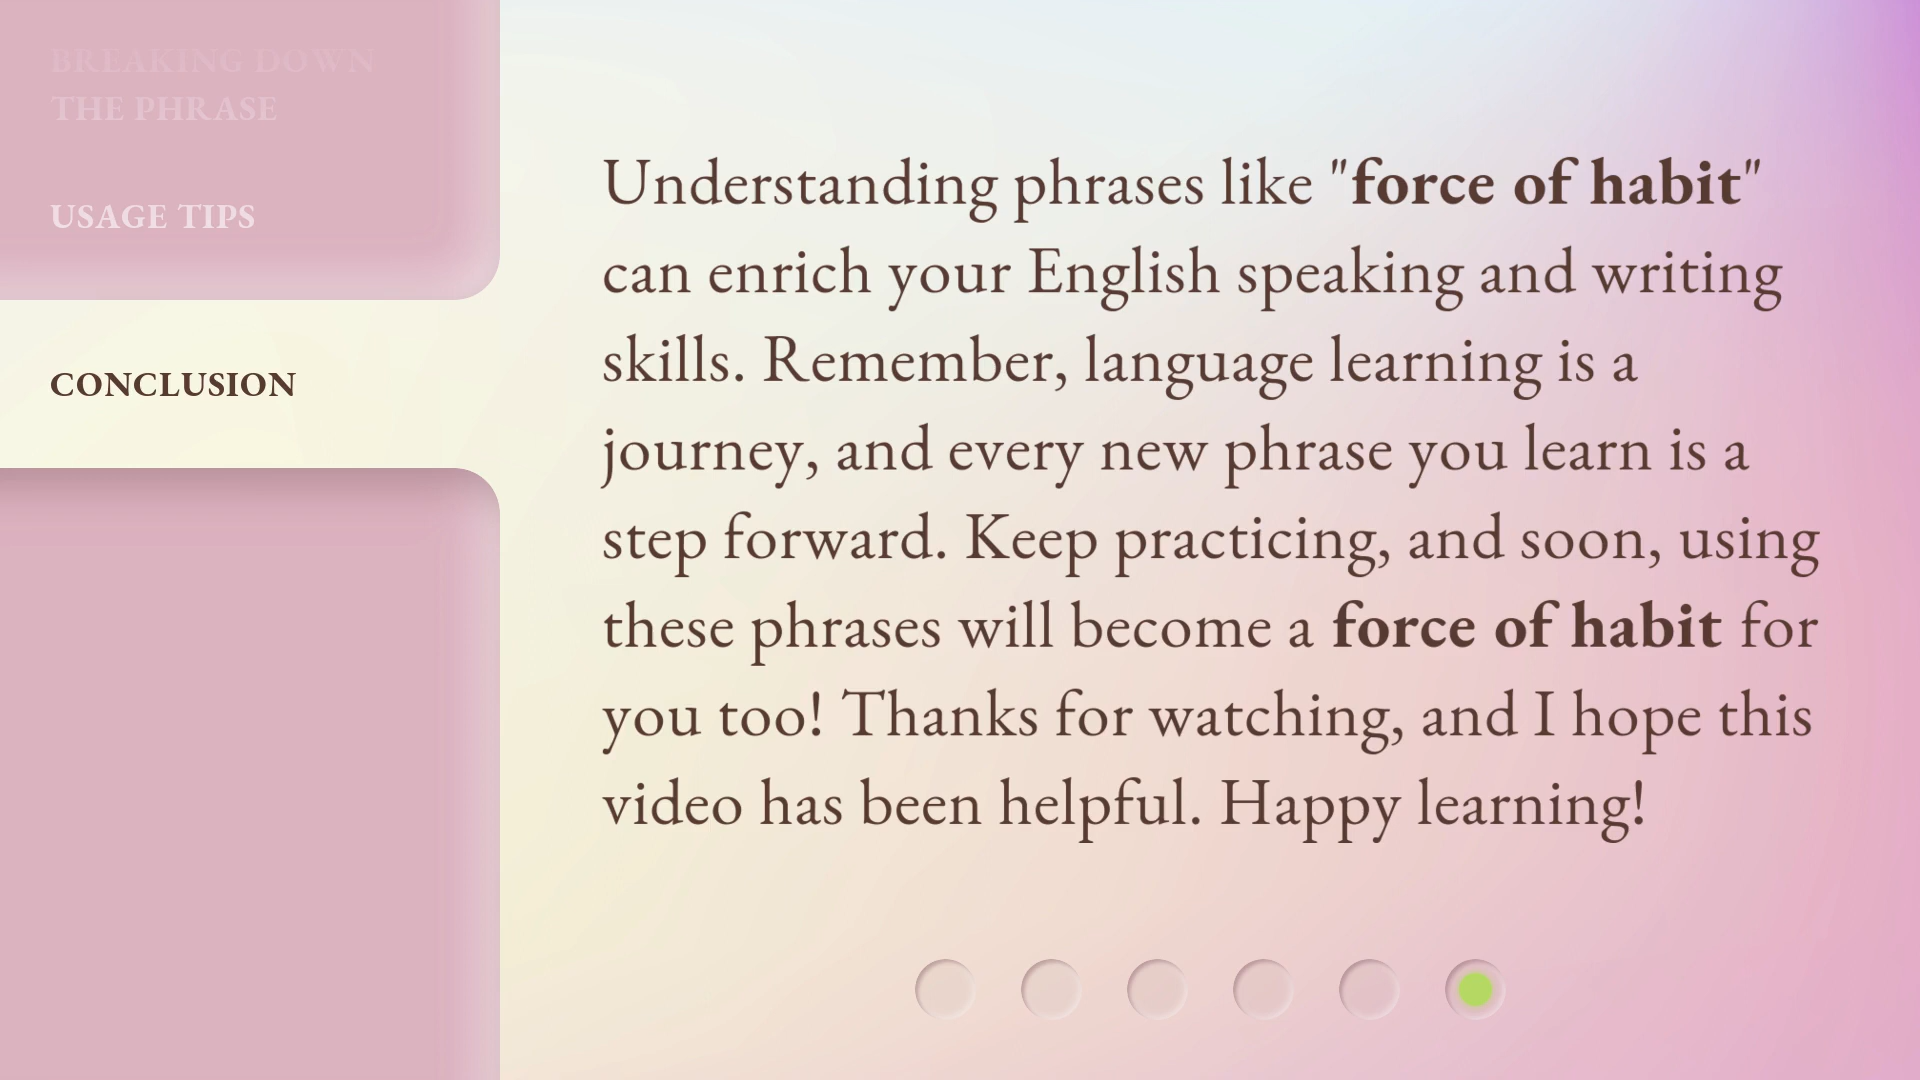 BREAKING DOWN
THE PHRASE
USAGE TIPS
CONCLUSION
Understanding phrases like "force of habit"
can enrich your English speaking and writing
skills. Remember, language learning is a
journey, and every new phrase you learn is a
step forward. Keep practicing, and soon, using
these phrases will become a force of habit for
you too! Thanks for watching, and I hope this
video has been helpful. Happy learning!